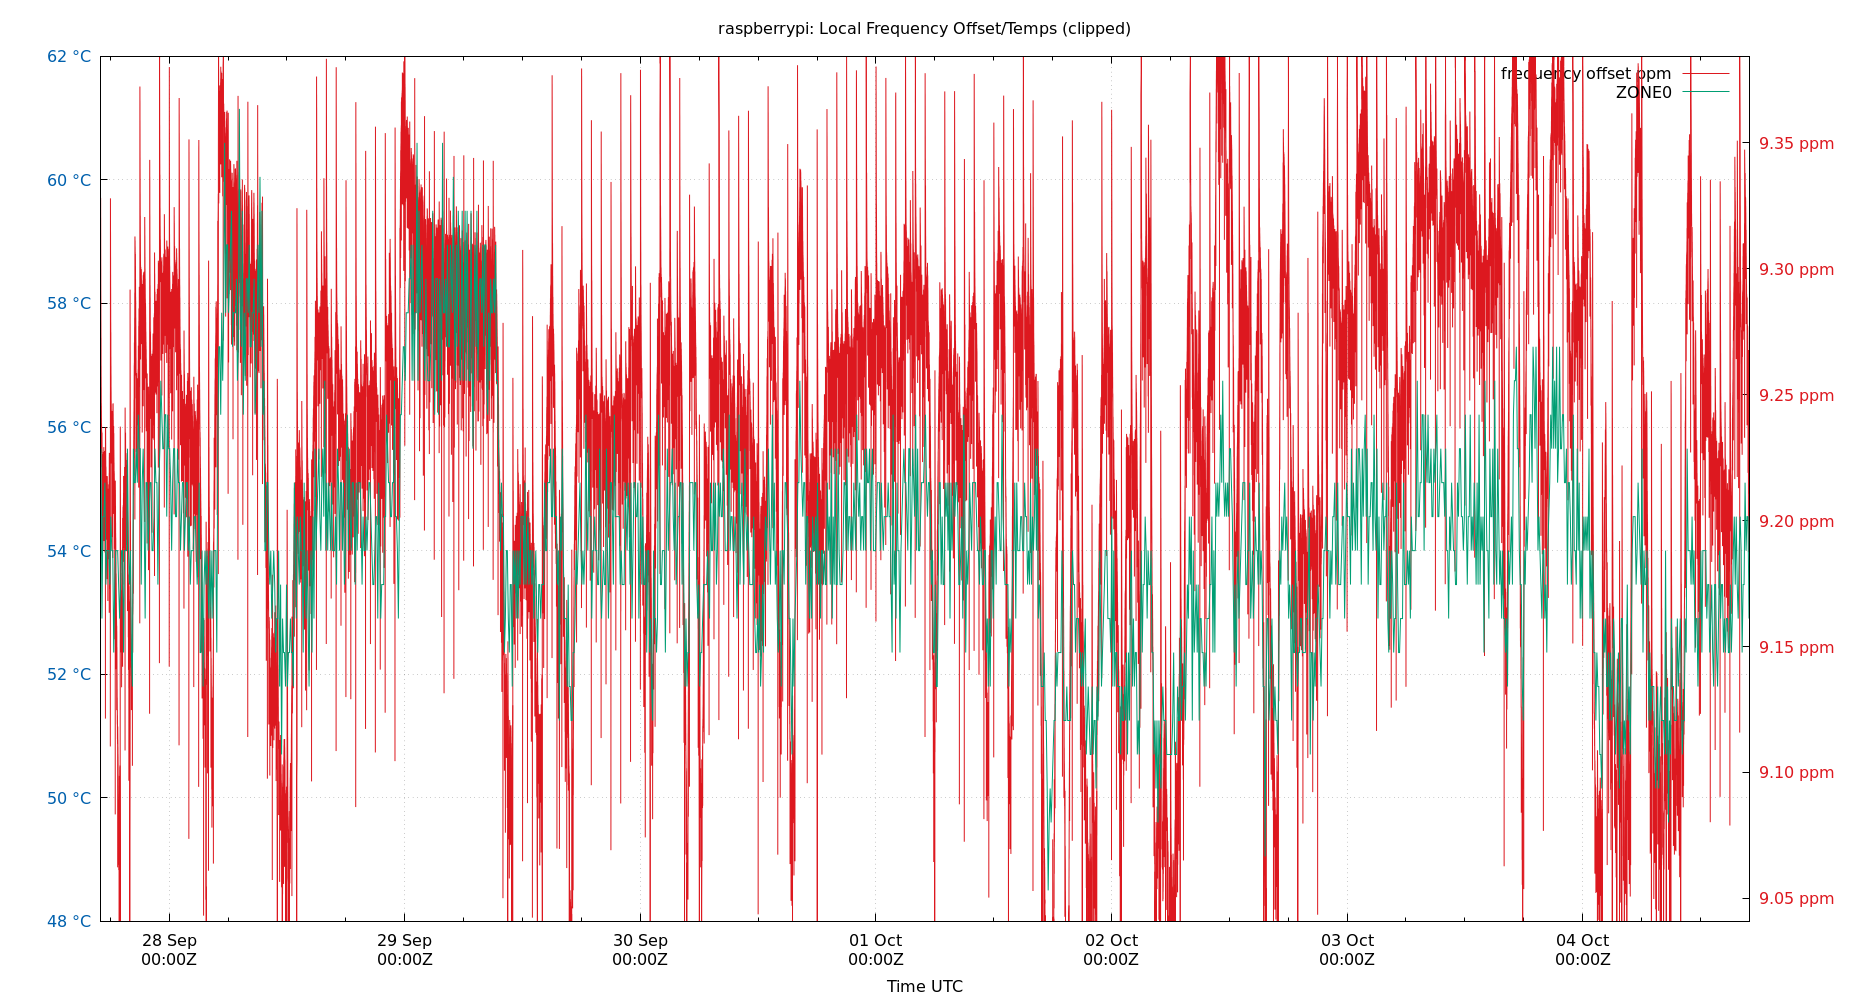 raspberrypi: Local Frequency Offset/Temps (clipped)
62 °C
60 °C
58 °C
56 °C
54 °C
52 °C
50 °C
48 °C
frequency offset ppm
ZONE0
9.35 ppm
9.30 ppm
9.25 ppm
9.20 ppm
9.15 ppm
9.10 ppm
9.05 ppm
28 Sep
00:00Z
29 Sep
00:00Z
30 Sep
00:00Z
01 Oct
00:00Z
02 Oct
00:00Z
03 Oct
00:00Z
04 Oct
00:00Z
Time UTC